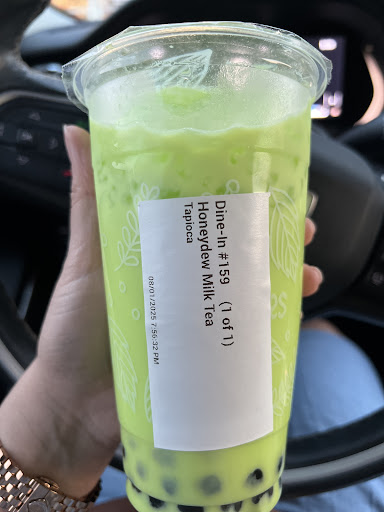 Dine-In #159 (1 of 1)
Honeydew Milk Tea
Tapioca
08/01/2025 7:56:32 PM